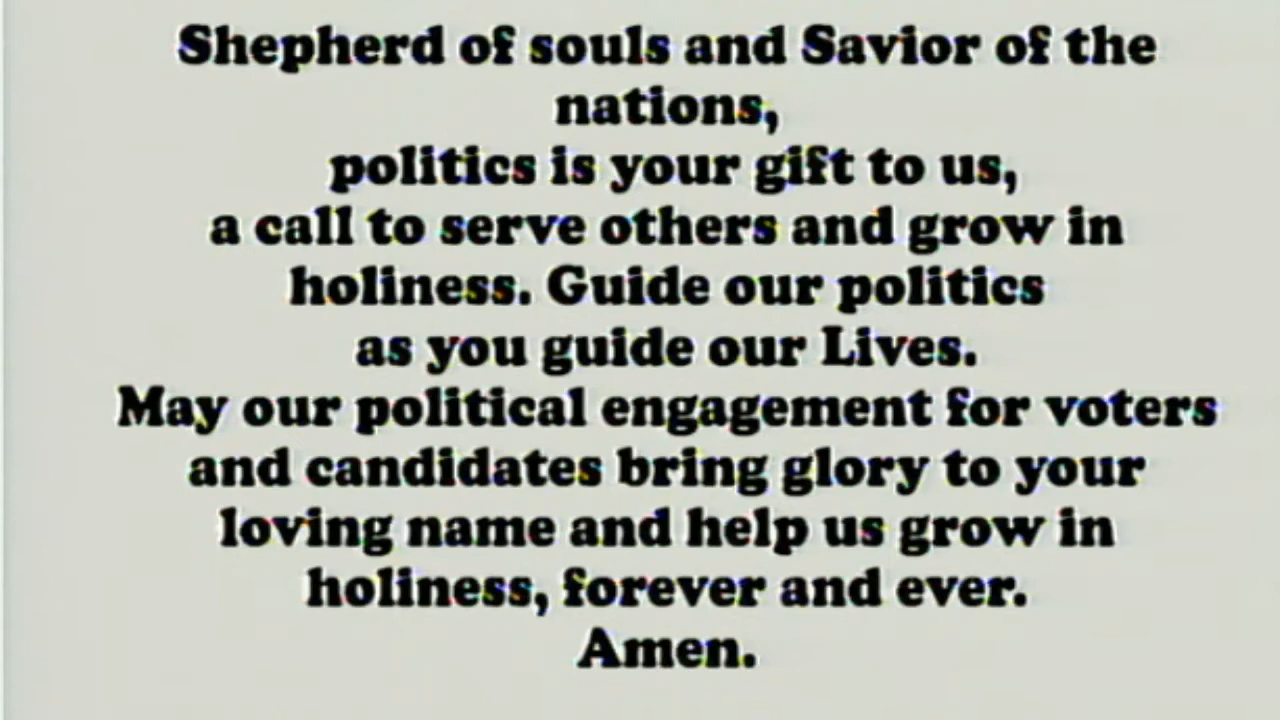 Shepherd of souls and Savior of the
nations,
politics is your gift to us,
a call to serve others and grow in
holiness. Guide our politics
as you guide our Lives.
May our political engagement for voters
and candidates bring glory to your
loving name and help us grow in
holiness, forever and ever.
Amen.